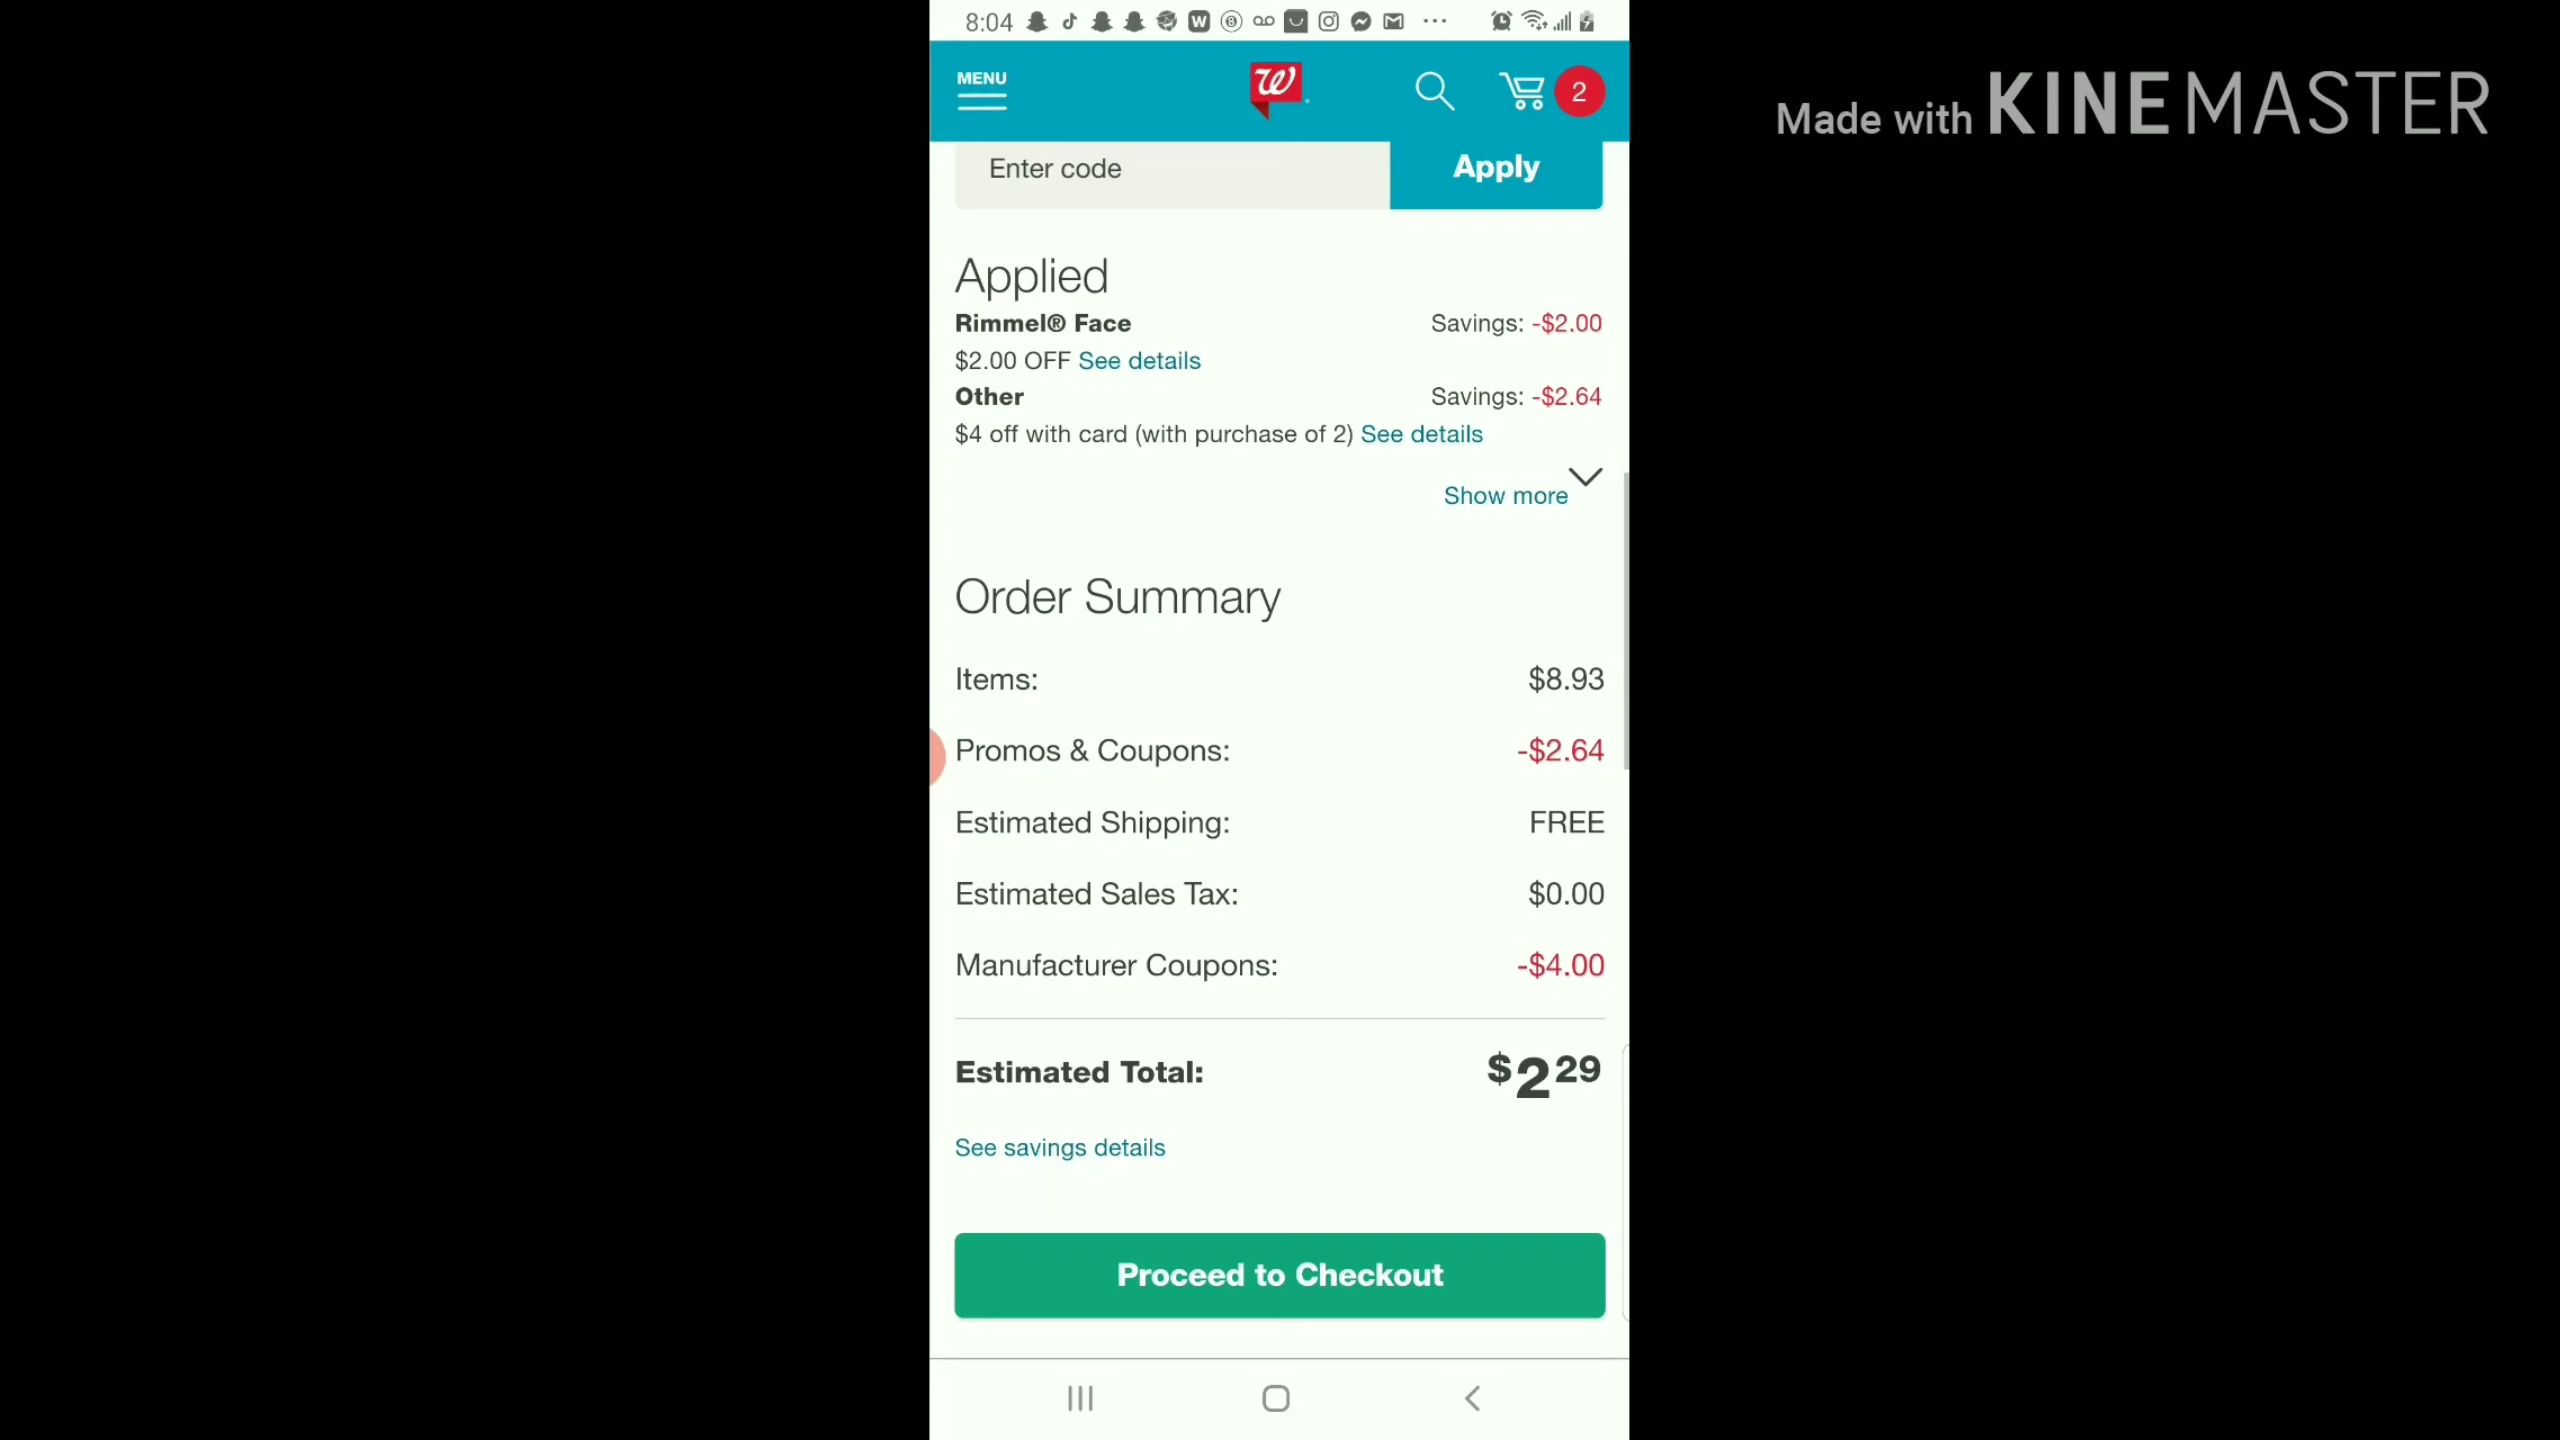 8:04
MENU
W
2
Made with KINEMASTER
Enter code
Apply
Applied
Rimmel® Face
Savings: -$2.00
$2.00 OFF See details
Other
Savings: -$2.64
$4 off with card (with purchase of 2) See details
Show more
Order Summary
Items: $8.93
Promos & Coupons: -$2.64
Estimated Shipping: FREE
Estimated Sales Tax: $0.00
Manufacturer Coupons: -$4.00
Estimated Total: $2 29
See savings details
Proceed to Checkout